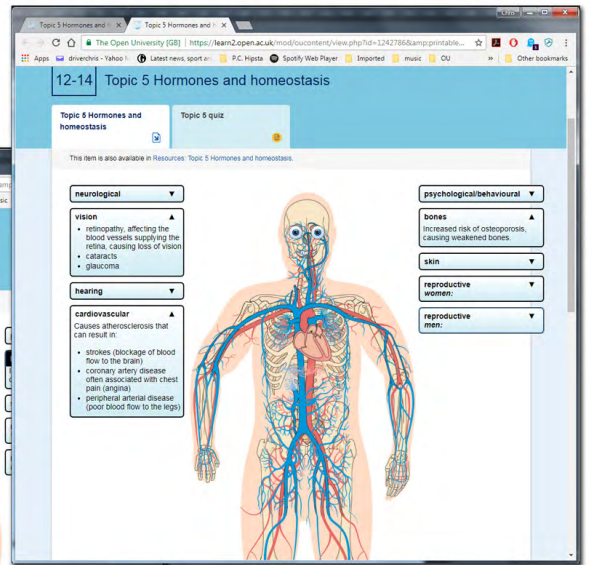 Chris
Topic 5 Hormones and H
Topic 5 Hormones and H
The Open University [GB] | https://learn2.open.ac.uk/mod/oucontent/view.php?id=1242786&amp;printable...
Apps
driverchris - Yahoo
Latest news, sport an
P.C. Hipsta
Spotify Web Player
Imported
music
OU
»
Other bookmarks
12-14 Topic 5 Hormones and homeostasis
Topic 5 Hormones and
homeostasis
Topic 5 quiz
This item is also available in Resources: Topic 5 Hormones and homeostasis.
neurological
vision
• retinopathy, affecting the
blood vessels supplying the
retina, causing loss of vision
• cataracts
• glaucoma
hearing
cardiovascular
Causes atherosclerosis that
can result in:
• strokes (blockage of blood
flow to the brain)
• coronary artery disease
often associated with chest
pain (angina)
• peripheral arterial disease
(poor blood flow to the legs)
psychological/behavioural
bones
Increased risk of osteoporosis,
causing weakened bones.
skin
reproductive
women:
reproductive
men: